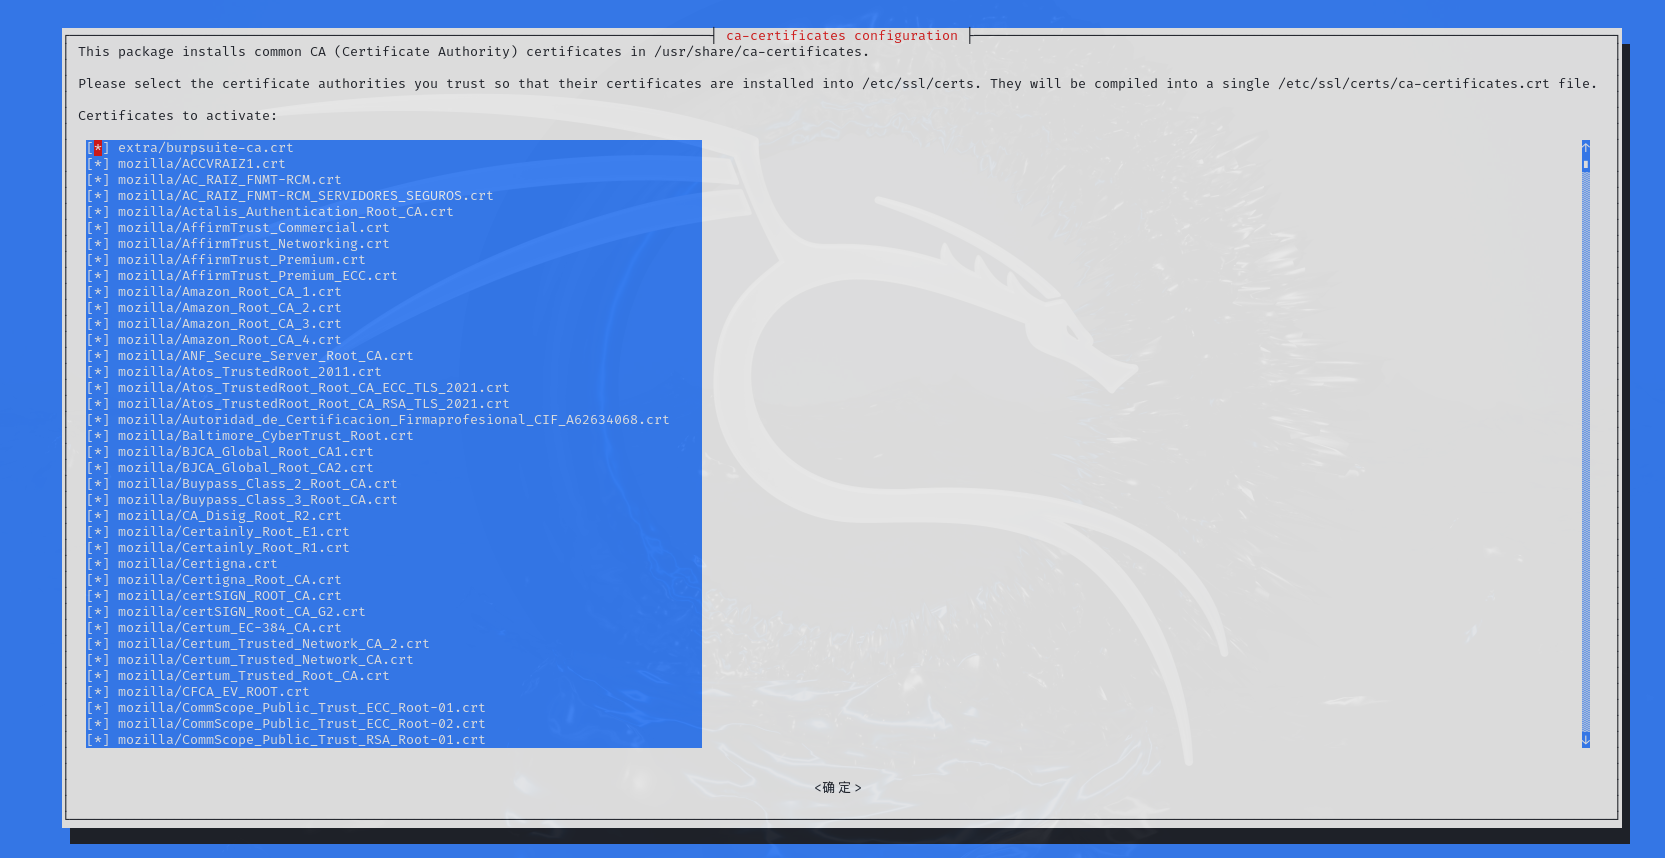 ca-certificates configuration
This package installs common CA (Certificate Authority) certificates in /usr/share/ca-certificates.
Please select the certificate authorities you trust so that their certificates are installed into /etc/ssl/certs. They will be compiled into a single /etc/ssl/certs/ca-certificates.crt file.
Certificates to activate:
[*] extra/burpsuite-ca.crt
[*] mozilla/ACCVRAIZ1.crt
[*] mozilla/AC_RAIZ_FNMT-RCM.crt
[*] mozilla/AC_RAIZ_FNMT-RCM_SERVIDORES_SEGUROS.crt
[*] mozilla/Actalis_Authentication_Root_CA.crt
[*] mozilla/AffirmTrust_Commercial.crt
[*] mozilla/AffirmTrust_Networking.crt
[*] mozilla/AffirmTrust_Premium.crt
[*] mozilla/AffirmTrust_Premium_ECC.crt
[*] mozilla/Amazon_Root_CA_1.crt
[*] mozilla/Amazon_Root_CA_2.crt
[*] mozilla/Amazon_Root_CA_3.crt
[*] mozilla/Amazon_Root_CA_4.crt
[*] mozilla/ANF_Secure_Server_Root_CA.crt
[*] mozilla/Atos_TrustedRoot_2011.crt
[*] mozilla/Atos_TrustedRoot_Root_CA_ECC_TLS_2021.crt
[*] mozilla/Atos_TrustedRoot_Root_CA_RSA_TLS_2021.crt
[*] mozilla/Autoridad_de_Certificacion_Firmaprofesional_CIF_A62634068.crt
[*] mozilla/Baltimore_CyberTrust_Root.crt
[*] mozilla/BJCA_Global_Root_CA1.crt
[*] mozilla/BJCA_Global_Root_CA2.crt
[*] mozilla/Buypass_Class_2_Root_CA.crt
[*] mozilla/Buypass_Class_3_Root_CA.crt
[*] mozilla/CA_Disig_Root_R2.crt
[*] mozilla/Certainly_Root_E1.crt
[*] mozilla/Certainly_Root_R1.crt
[*] mozilla/Certigna.crt
[*] mozilla/Certigna_Root_CA.crt
[*] mozilla/certSIGN_ROOT_CA.crt
[*] mozilla/certSIGN_Root_CA_G2.crt
[*] mozilla/Certum_EC-384_CA.crt
[*] mozilla/Certum_Trusted_Network_CA_2.crt
[*] mozilla/Certum_Trusted_Network_CA.crt
[*] mozilla/Certum_Trusted_Root_CA.crt
[*] mozilla/CFCA_EV_ROOT.crt
[*] mozilla/CommScope_Public_Trust_ECC_Root-01.crt
[*] mozilla/CommScope_Public_Trust_ECC_Root-02.crt
[*] mozilla/CommScope_Public_Trust_RSA_Root-01.crt
<确定>